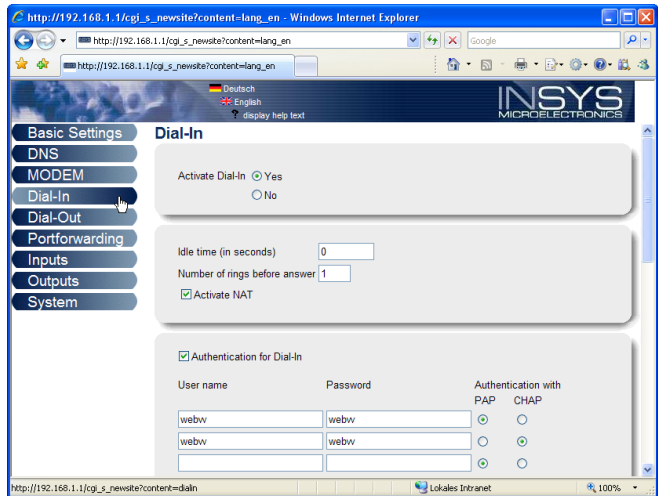 http://192.168.1.1/cgi_s_newsite?content=lang_en - Windows Internet Explorer
http://192.168.1.1/cgi_s_newsite?content=lang_en
Google
http://192.168.1.1/cgi_s_newsite?content=lang_en
Deutsch
English
? display help text
INSYS
MICROELECTRONICS
Basic Settings
DNS
MODEM
Dial-In
Dial-Out
Portforwarding
Inputs
Outputs
System
Dial-In
Activate Dial-In Yes
No
Idle time (in seconds) 0
Number of rings before answer 1
Activate NAT
Authentication for Dial-In
User name Password Authentication with
PAP CHAP
webvv webvv
webvv webvv
http://192.168.1.1/cgi_s_newsite?content=dialin
Lokales Intranet
100%